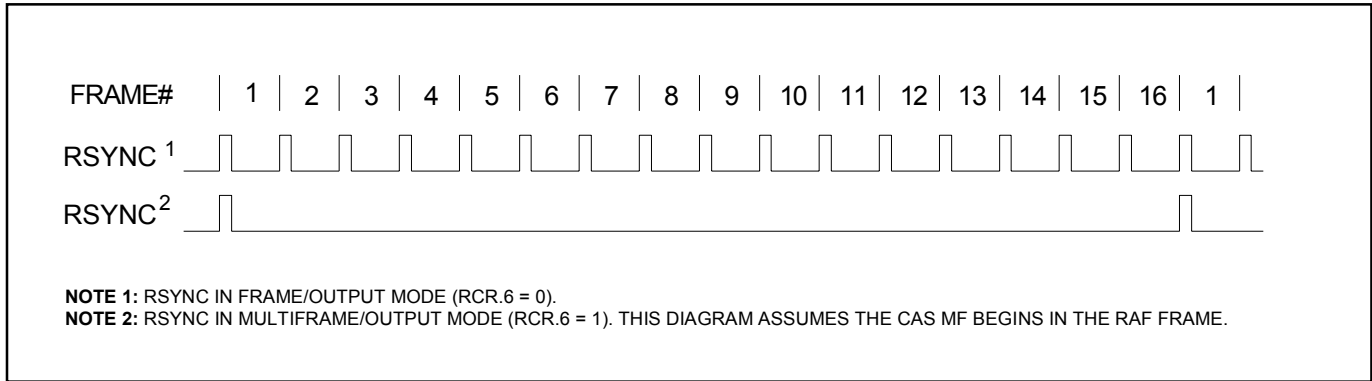 FRAME# 1 2 3 4 5 6 7 8 9 10 11 12 13 14 15 16 1
RSYNC 1
RSYNC 2
NOTE 1: RSYNC IN FRAME/OUTPUT MODE (RCR.6 = 0).
NOTE 2: RSYNC IN MULTIFRAME/OUTPUT MODE (RCR.6 = 1). THIS DIAGRAM ASSUMES THE CAS MF BEGINS IN THE RAF FRAME.